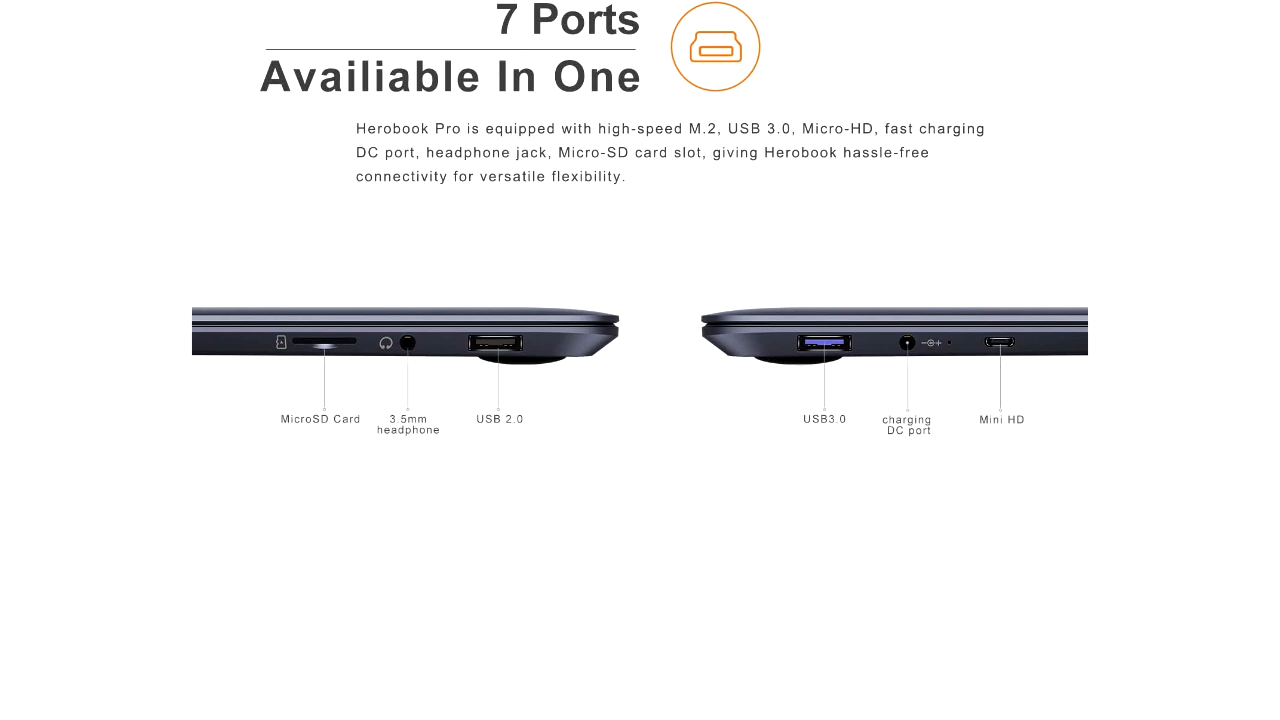 7 Ports
Availiable In One
Herobook Pro is equipped with high-speed M.2, USB 3.0, Micro-HD, fast charging
DC port, headphone jack, Micro-SD card slot, giving Herobook hassle-free
connectivity for versatile flexibility.
MicroSD Card
3.5mm
headphone
USB 2.0
USB3.0
charging
DC port
Mini HD